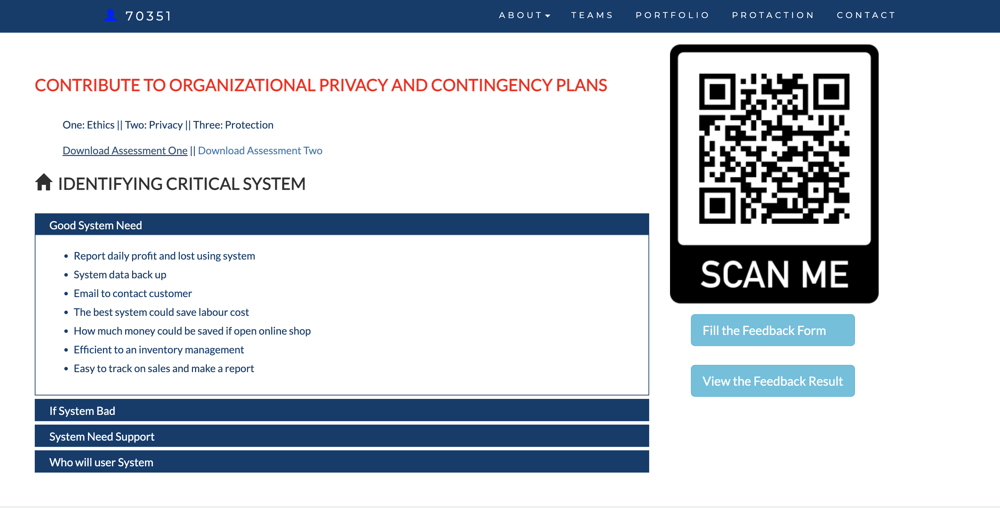 70351
ABOUT TEAMS PORTFOLIO PROTACTION CONTACT
CONTRIBUTE TO ORGANIZATIONAL PRIVACY AND CONTINGENCY PLANS
One: Ethics || Two: Privacy || Three: Protection
Download Assessment One || Download Assessment Two
IDENTIFYING CRITICAL SYSTEM
Good System Need
Report daily profit and lost using system
System data back up
Email to contact customer
The best system could save labour cost
How much money could be saved if open online shop
Efficient to an inventory management
Easy to track on sales and make a report
If System Bad
System Need Support
Who will user System
SCAN ME
Fill the Feedback Form
View the Feedback Result